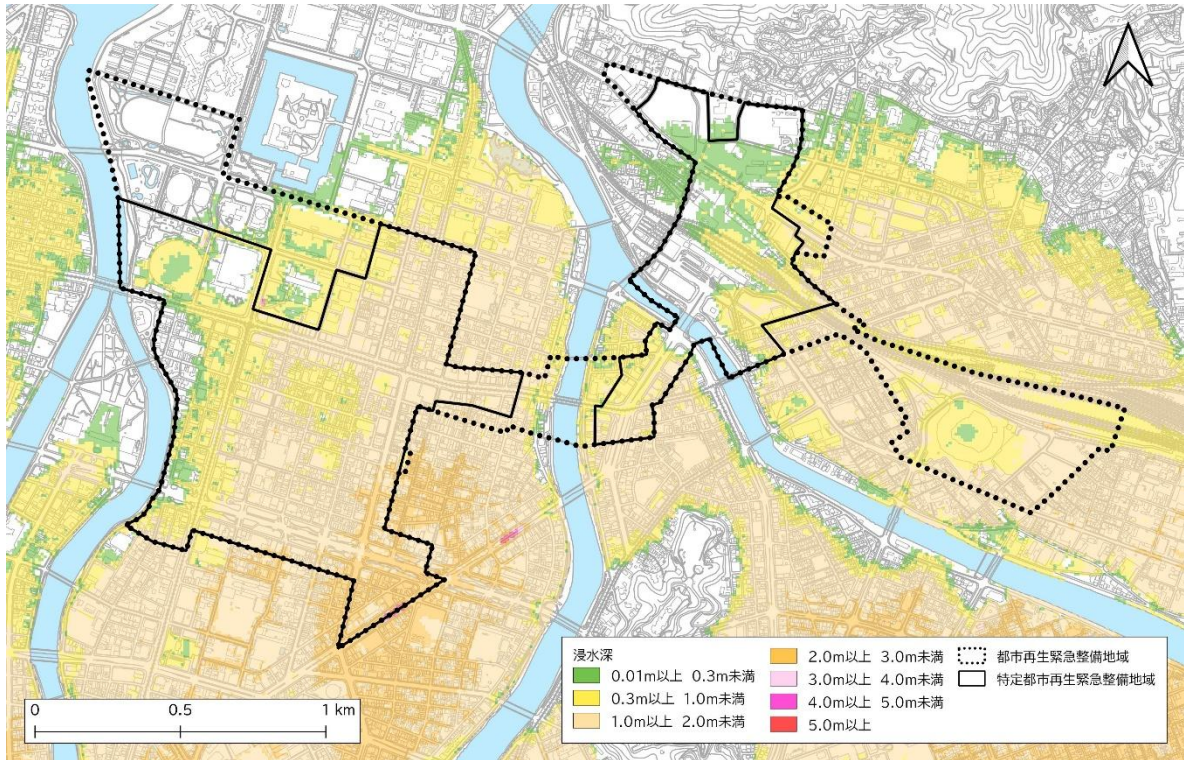 浸水深
0.01m以上 0.3m未満
0.3m以上 1.0m未満
1.0m以上 2.0m未満
2.0m以上 3.0m未満
3.0m以上 4.0m未満
4.0m以上 5.0m未満
5.0m以上
都市再生緊急整備地域
特定都市再生緊急整備地域
0 0.5 1 km